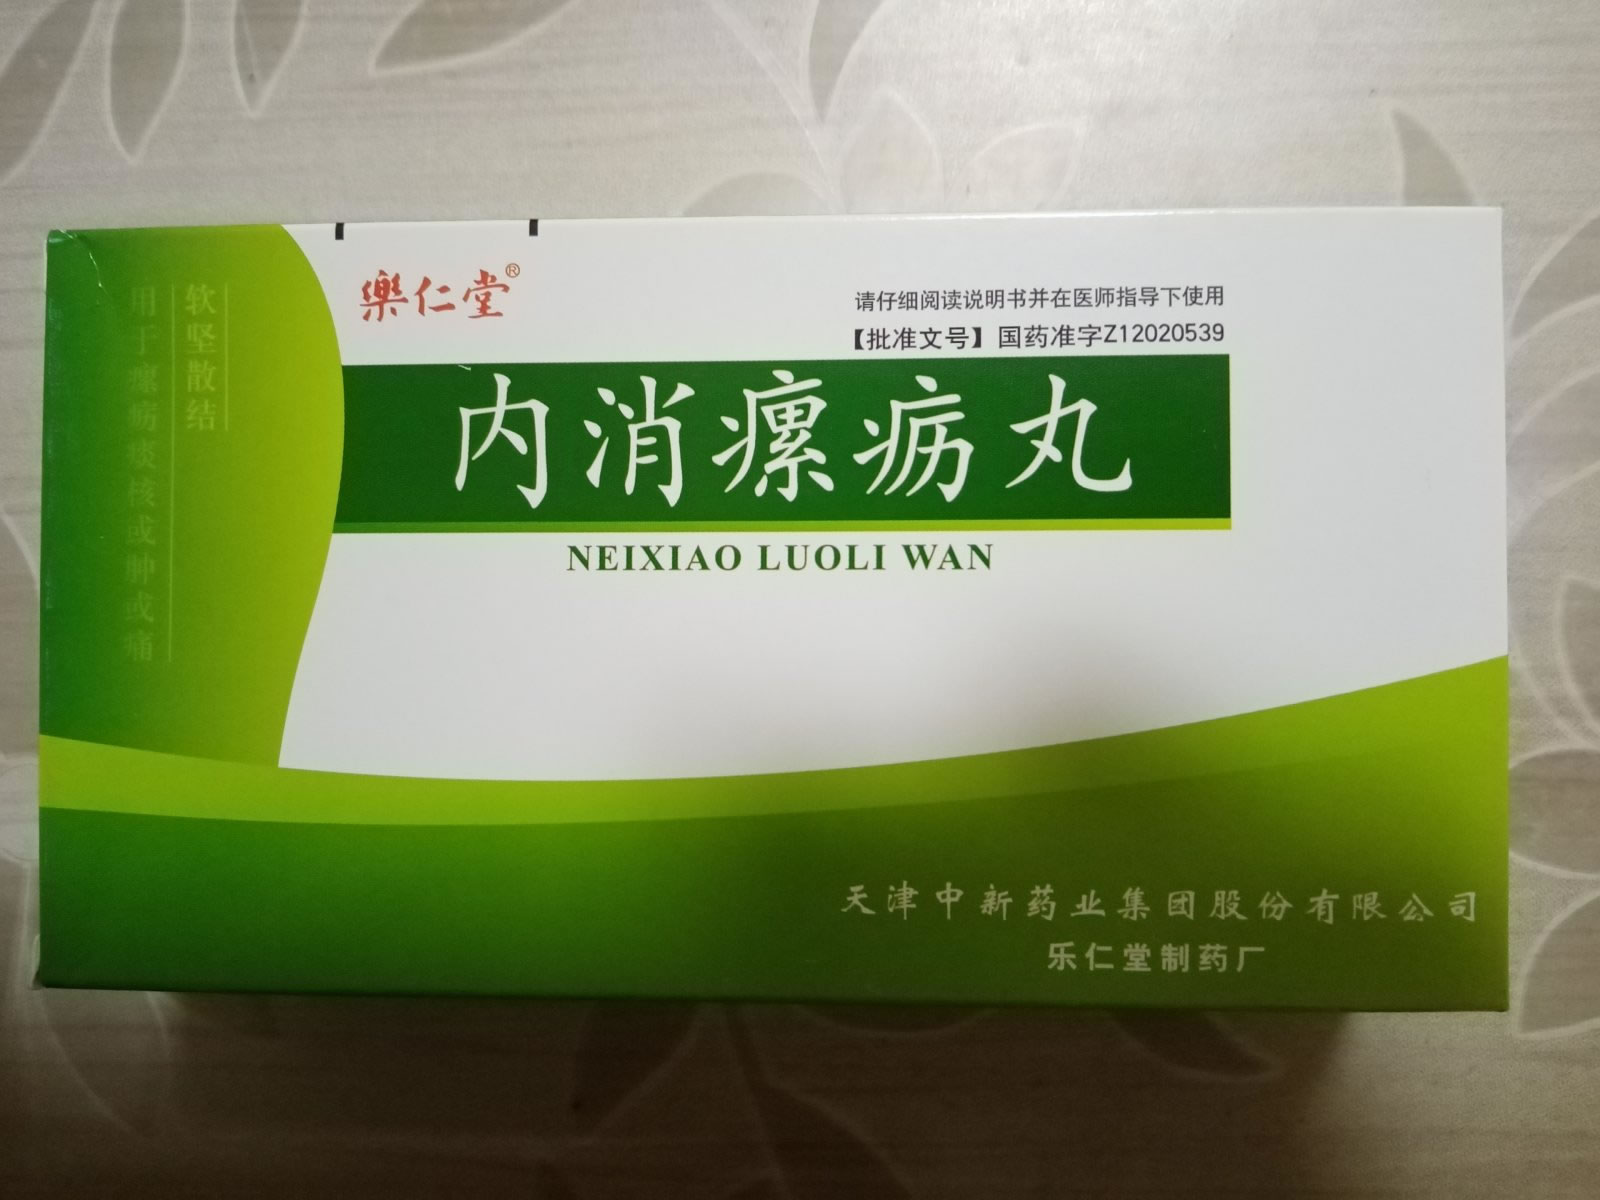 樂仁堂®
请仔细阅读说明书并在医师指导下使用
【批准文号】国药准字Z12020539
内消瘰疬丸
NEIXIAO LUOLI WAN
软坚散结
用于瘰疬痰核或肿或痛
天津中新药业集团股份有限公司
乐仁堂制药厂